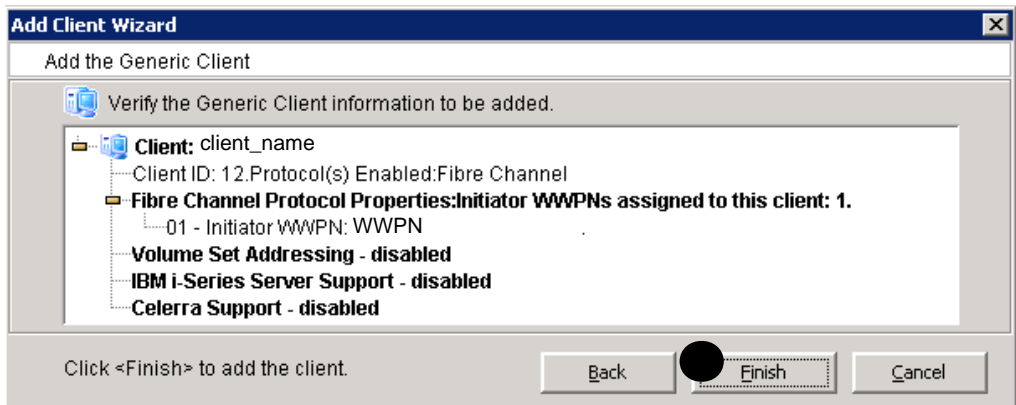 Add Client Wizard
Add the Generic Client
Verify the Generic Client information to be added.
Client: client_name
Client ID: 12.Protocol(s) Enabled:Fibre Channel
Fibre Channel Protocol Properties:Initiator WWPNs assigned to this client: 1.
01 - Initiator WWPN: WWPN
Volume Set Addressing - disabled
IBM i-Series Server Support - disabled
Celerra Support - disabled
Click <Finish> to add the client.
Back Finish Cancel